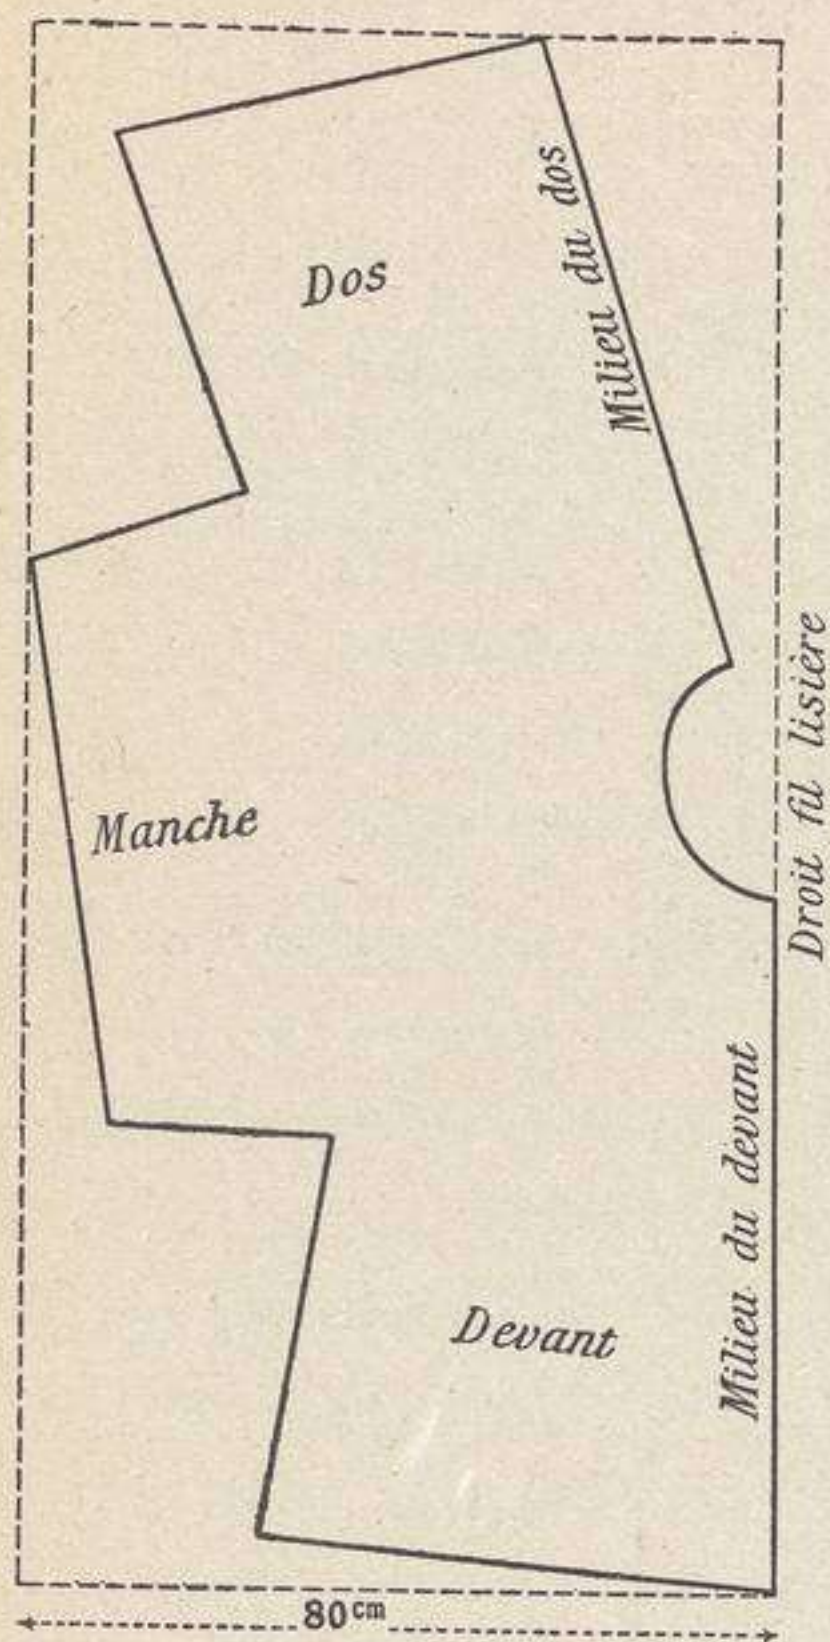 Dos
Milieu du dos
Manche
Droit fil lisière
Devant
Milieu du devant
80cm